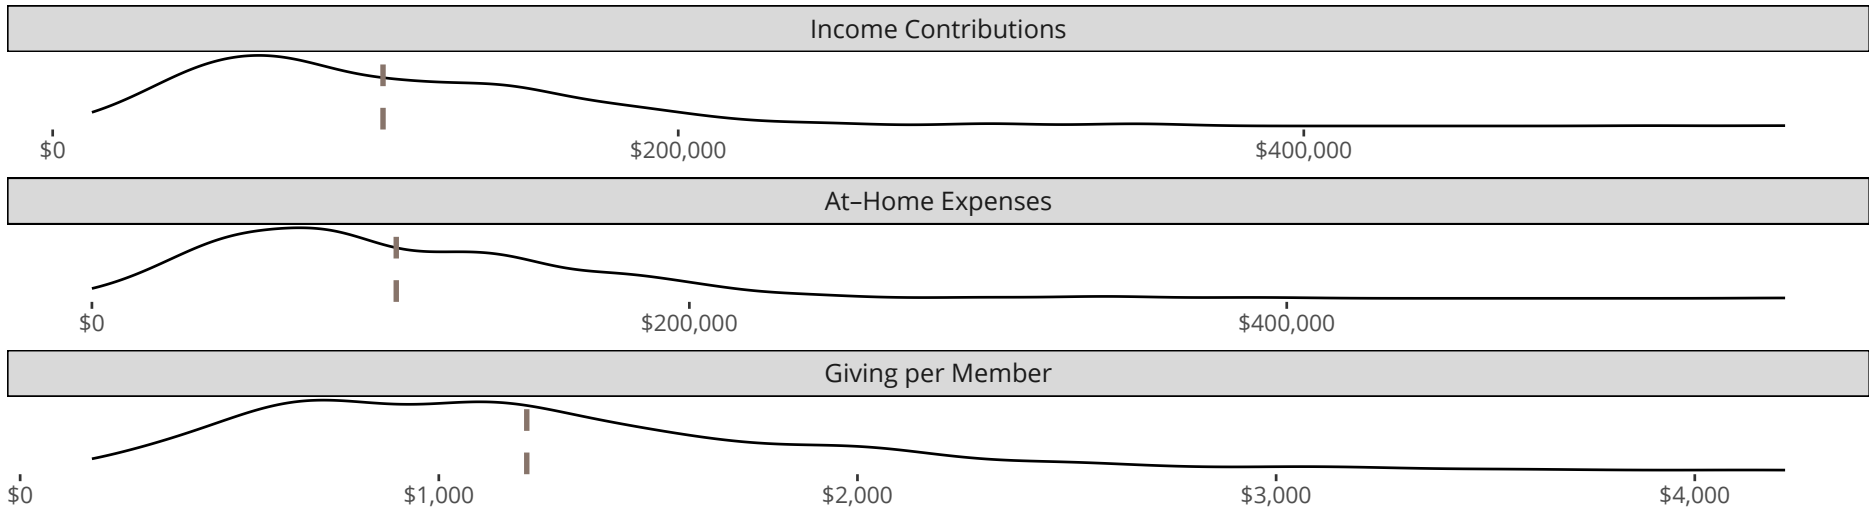 Income Contributions
$0 $200,000 $400,000
At–Home Expenses
$0 $200,000 $400,000
Giving per Member
$0 $1,000 $2,000 $3,000 $4,000